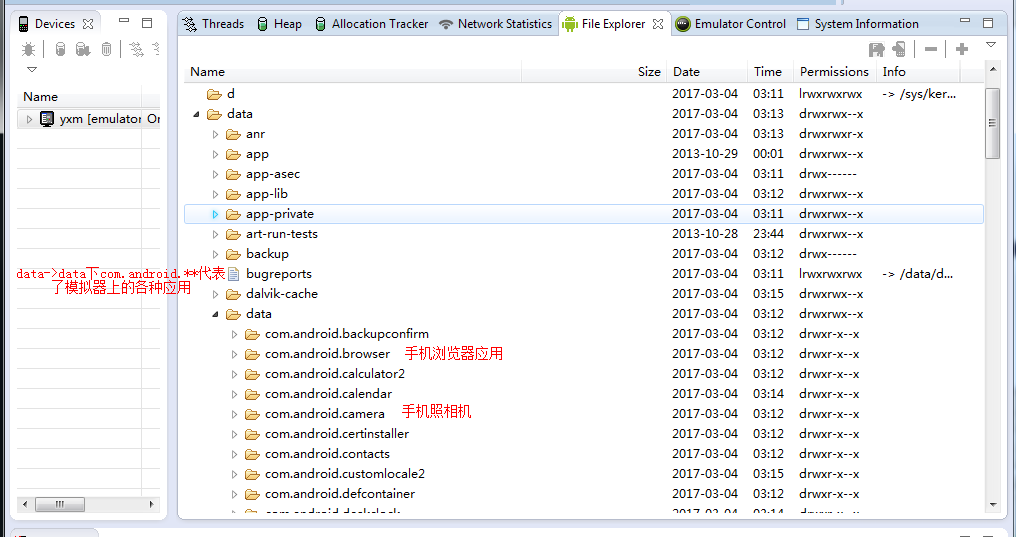 Devices
Threads
Heap
Allocation Tracker
Network Statistics
File Explorer
Emulator Control
System Information
Name
yxm [emulator On
Name Size Date Time Permissions Info
d 2017-03-04 03:11 lrwxrwxrwx -> /sys/ker...
data 2017-03-04 03:13 drwxrwx--x
anr 2017-03-04 03:13 drwxrwxr-x
app 2013-10-29 00:01 drwxrwx--x
app-asec 2017-03-04 03:11 drwx------
app-lib 2017-03-04 03:12 drwxrwx--x
app-private 2017-03-04 03:11 drwxrwx--x
art-run-tests 2013-10-28 23:44 drwxrwx--x
backup 2017-03-04 03:12 drwx------
data->data下com.android.**代表
了模拟器上的各种应用
bugreports 2017-03-04 03:11 lrwxrwxrwx -> /data/d...
dalvik-cache 2017-03-04 03:15 drwxrwx--x
data 2017-03-04 03:12 drwxrwx--x
com.android.backupconfirm 2017-03-04 03:12 drwxr-x--x
com.android.browser 手机浏览器应用 2017-03-04 03:12 drwxr-x--x
com.android.calculator2 2017-03-04 03:12 drwxr-x--x
com.android.calendar 2017-03-04 03:14 drwxr-x--x
com.android.camera 手机照相机 2017-03-04 03:12 drwxr-x--x
com.android.certinstaller 2017-03-04 03:12 drwxr-x--x
com.android.contacts 2017-03-04 03:12 drwxr-x--x
com.android.customlocale2 2017-03-04 03:15 drwxr-x--x
com.android.defcontainer 2017-03-04 03:12 drwxr-x--x